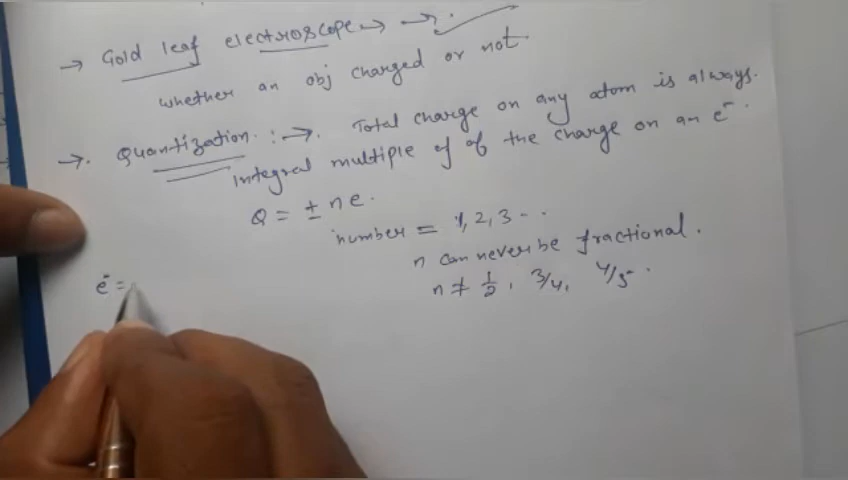 → Gold leaf electroscope → →.
whether an obj charged or not.
→. Quantization :→. Total charge on any atom is always.
integral multiple of of the charge on an e⁻.
Q = ± ne.
number = 1, 2, 3 - -
n can never be fractional.
n ≠ 1/2, 3/4, 4/5.
e⁻ =